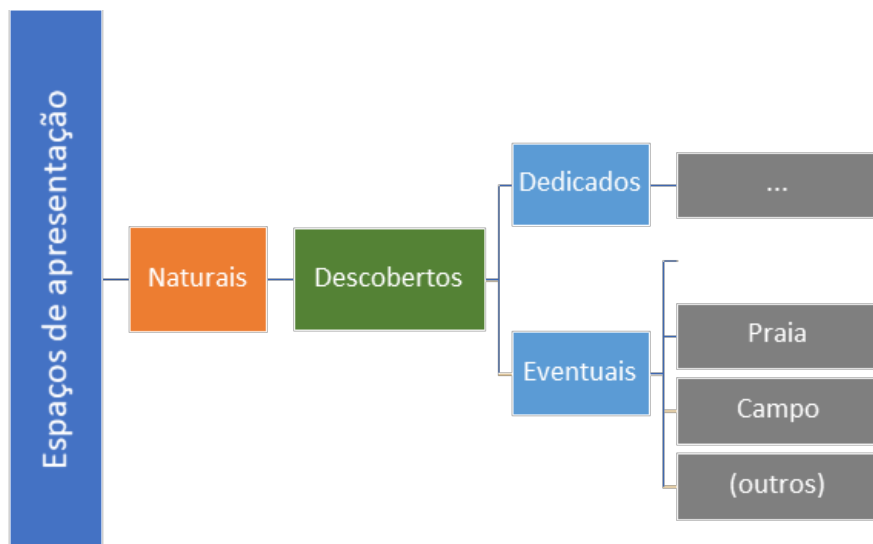 Espaços de apresentação
Naturais
Descobertos
Dedicados
...
Eventuais
Praia
Campo
(outros)